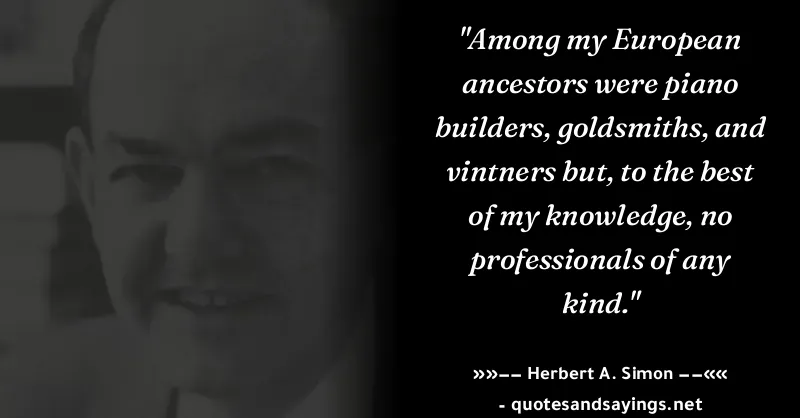 "Among my European
ancestors were piano
builders, goldsmiths, and
vintners but, to the best
of my knowledge, no
professionals of any
kind."
»»—— Herbert A. Simon ——««
- quotesandsayings.net